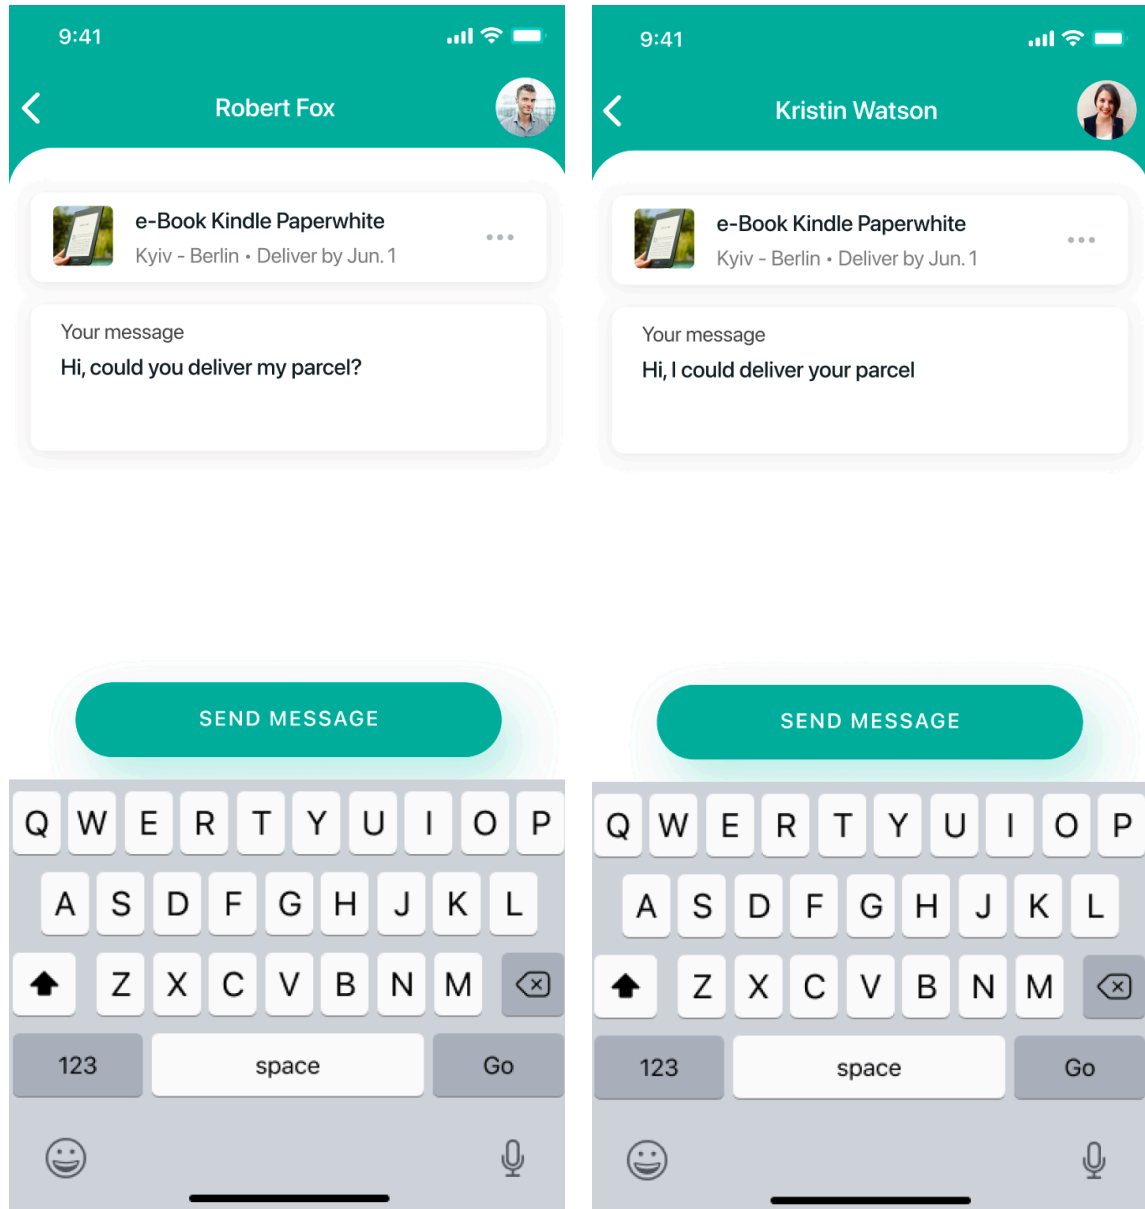 9:41
Robert Fox
e-Book Kindle Paperwhite
Kyiv - Berlin • Deliver by Jun. 1
Your message
Hi, could you deliver my parcel?
SEND MESSAGE
Q W E R T Y U I O P
A S D F G H J K L
Z X C V B N M
123 space Go
9:41
Kristin Watson
e-Book Kindle Paperwhite
Kyiv - Berlin • Deliver by Jun. 1
Your message
Hi, I could deliver your parcel
SEND MESSAGE
Q W E R T Y U I O P
A S D F G H J K L
Z X C V B N M
123 space Go